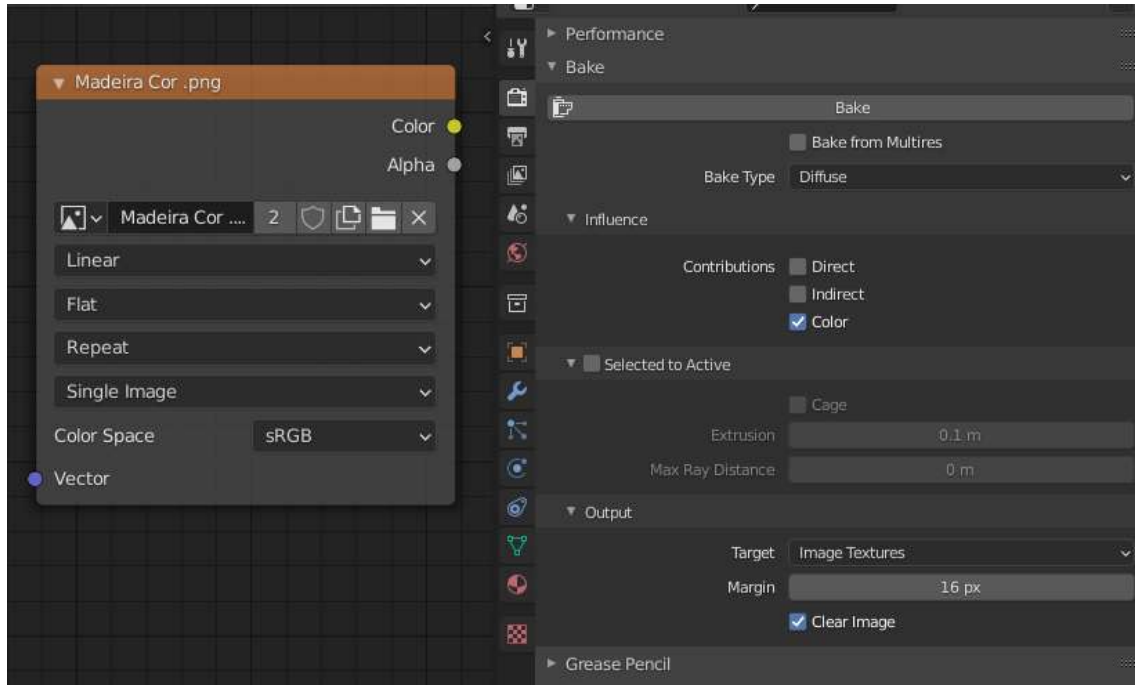 Madeira Cor .png
Color
Alpha
Madeira Cor .... 2
Linear
Flat
Repeat
Single Image
Color Space sRGB
Vector
Performance
Bake
Bake
Bake from Multires
Bake Type Diffuse
Influence
Contributions Direct
Indirect
Color
Selected to Active
Cage
Extrusion 0.1 m
Max Ray Distance 0 m
Output
Target Image Textures
Margin 16 px
Clear Image
Grease Pencil